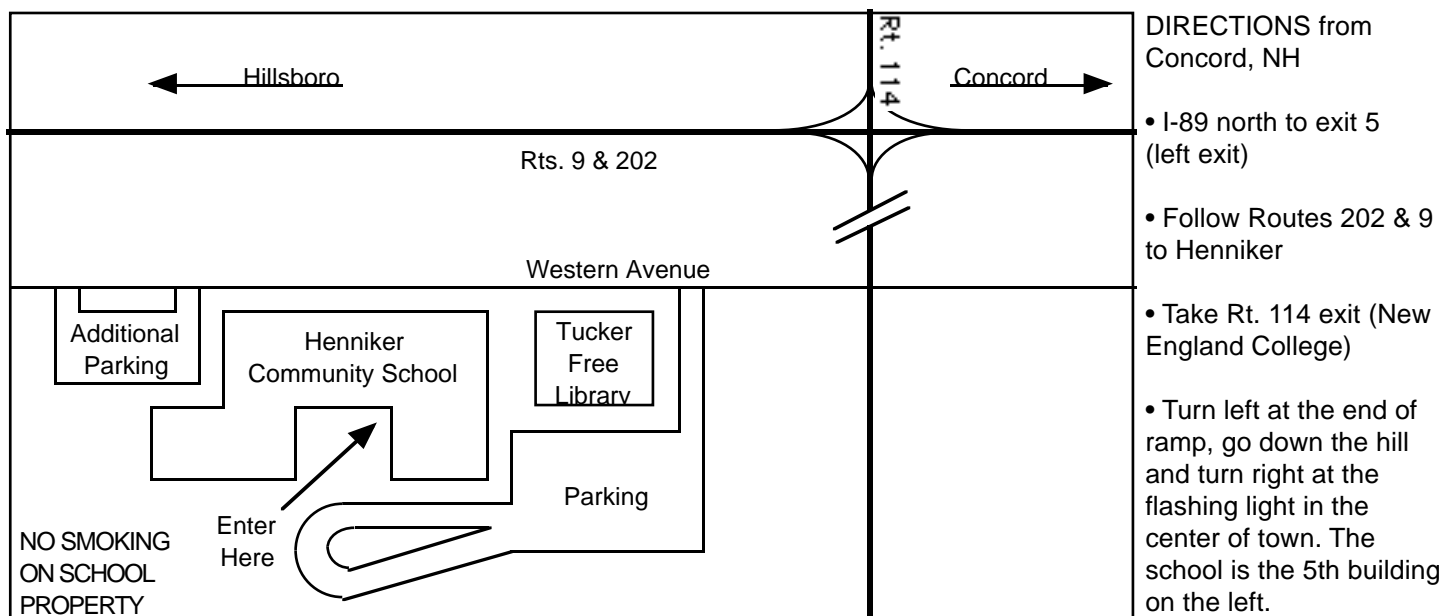 Rt. 114
Hillsboro
Concord
Rts. 9 & 202
Western Avenue
Additional
Parking
Henniker
Community School
Tucker
Free
Library
Parking
Enter
Here
NO SMOKING
ON SCHOOL
PROPERTY
DIRECTIONS from
Concord, NH
• I-89 north to exit 5
(left exit)
• Follow Routes 202 & 9
to Henniker
• Take Rt. 114 exit (New
England College)
• Turn left at the end of
ramp, go down the hill
and turn right at the
flashing light in the
center of town. The
school is the 5th building
on the left.